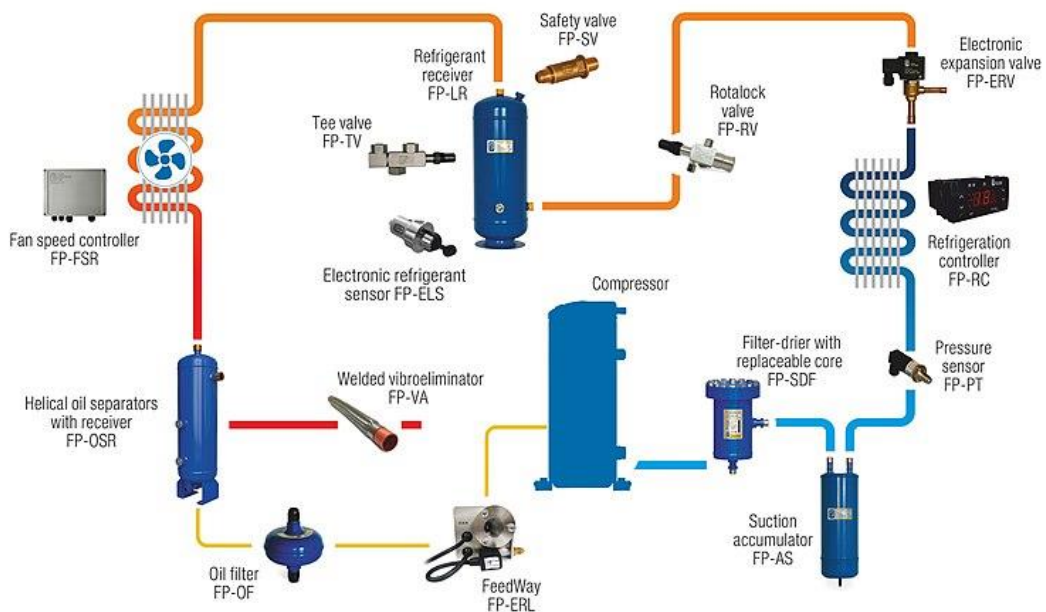 Safety valve
FP-SV
Refrigerant
receiver
FP-LR
Electronic
expansion valve
FP-ERV
Tee valve
FP-TV
Rotalock
valve
FP-RV
Fan speed controller
FP-FSR
Electronic refrigerant
sensor FP-ELS
Refrigeration
controller
FP-RC
Compressor
Filter-drier with
replaceable core
FP-SDF
Pressure
sensor
FP-PT
Helical oil separators
with receiver
FP-OSR
Welded vibroeliminator
FP-VA
Suction
accumulator
FP-AS
Oil filter
FP-OF
FeedWay
FP-ERL